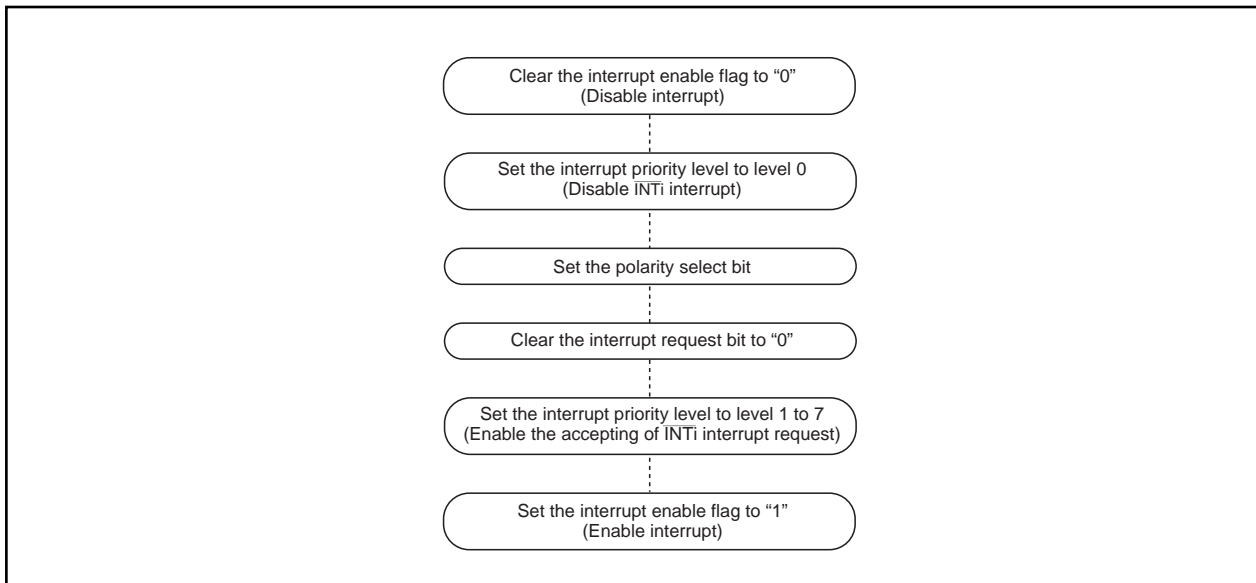 Clear the interrupt enable flag to “0”
(Disable interrupt)
Set the interrupt priority level to level 0
(Disable I̅N̅T̅i interrupt)
Set the polarity select bit
Clear the interrupt request bit to “0”
Set the interrupt priority level to level 1 to 7
(Enable the accepting of I̅N̅T̅i interrupt request)
Set the interrupt enable flag to “1”
(Enable interrupt)